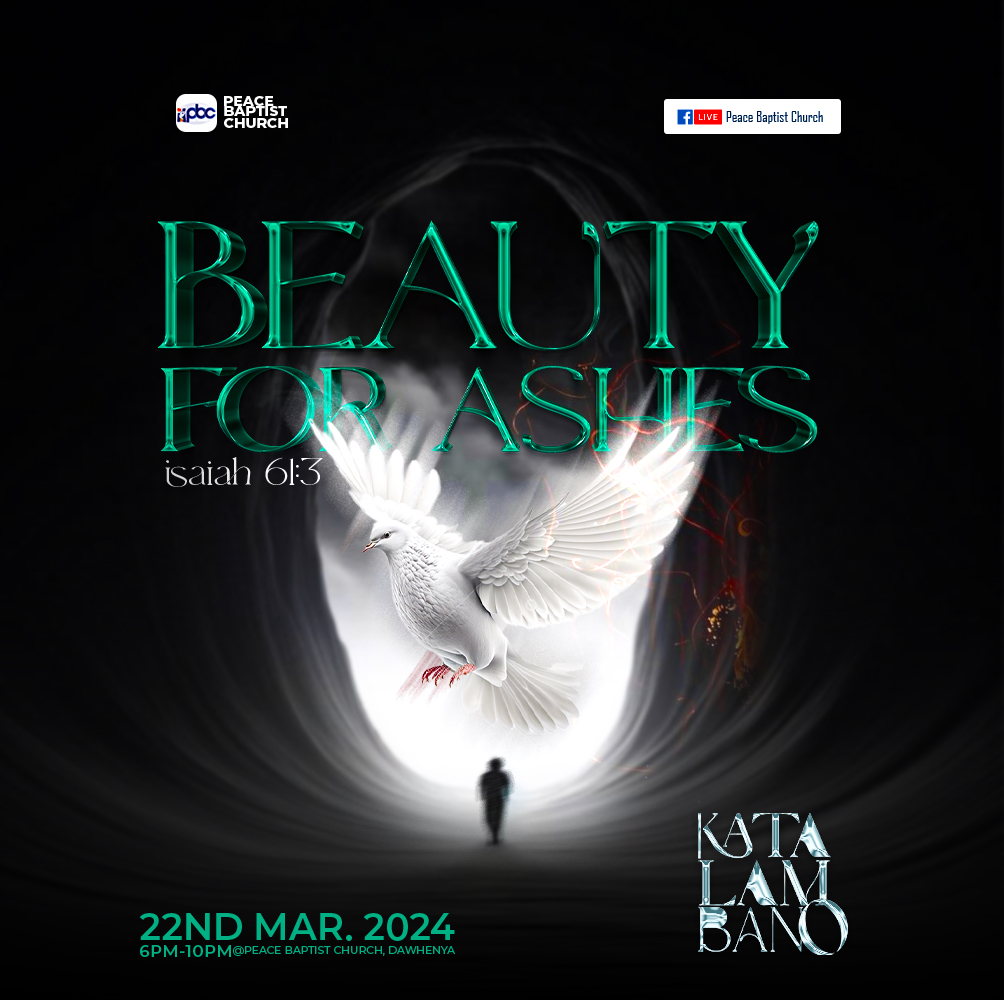 pbc
PEACE
BAPTIST
CHURCH
f LIVE Peace Baptist Church
BEAUTY
FOR ASHES
isaiah 61:3
KATA
LAM
BANO
22ND MAR. 2024
6PM-10PM@PEACE BAPTIST CHURCH, DAWHENYA